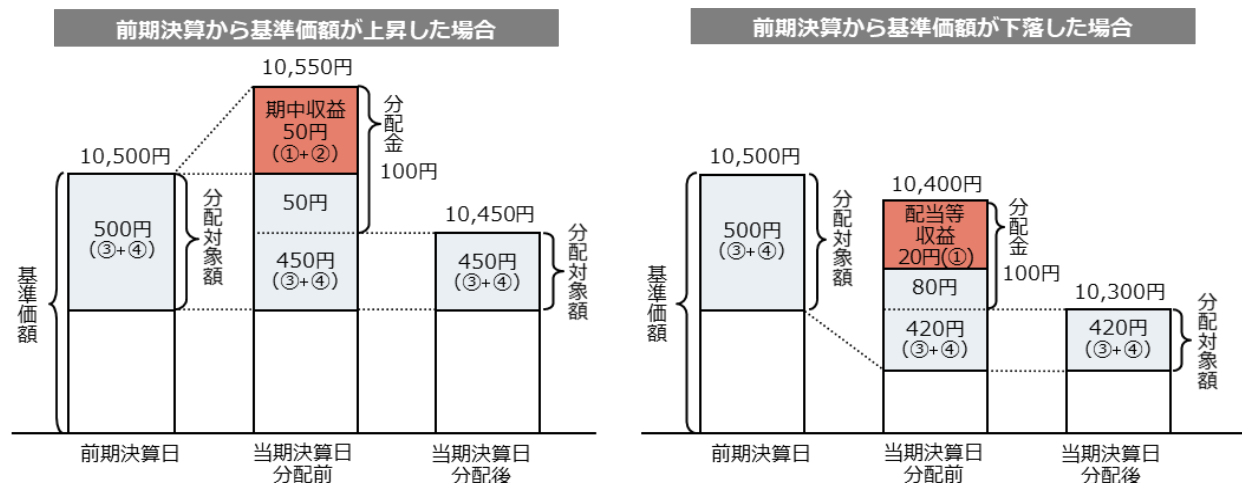 前期決算から基準価額が上昇した場合
10,550円
期中収益
50円
(①+②)
分配金
100円
10,500円
500円
(③+④)
分配対象額
50円
10,450円
450円
(③+④)
450円
(③+④)
分配対象額
基準価額
前期決算日
当期決算日
分配前
当期決算日
分配後
前期決算から基準価額が下落した場合
10,500円
500円
(③+④)
分配対象額
10,400円
配当等
収益
20円(①)
分配金
100円
80円
10,300円
420円
(③+④)
420円
(③+④)
分配対象額
基準価額
前期決算日
当期決算日
分配前
当期決算日
分配後